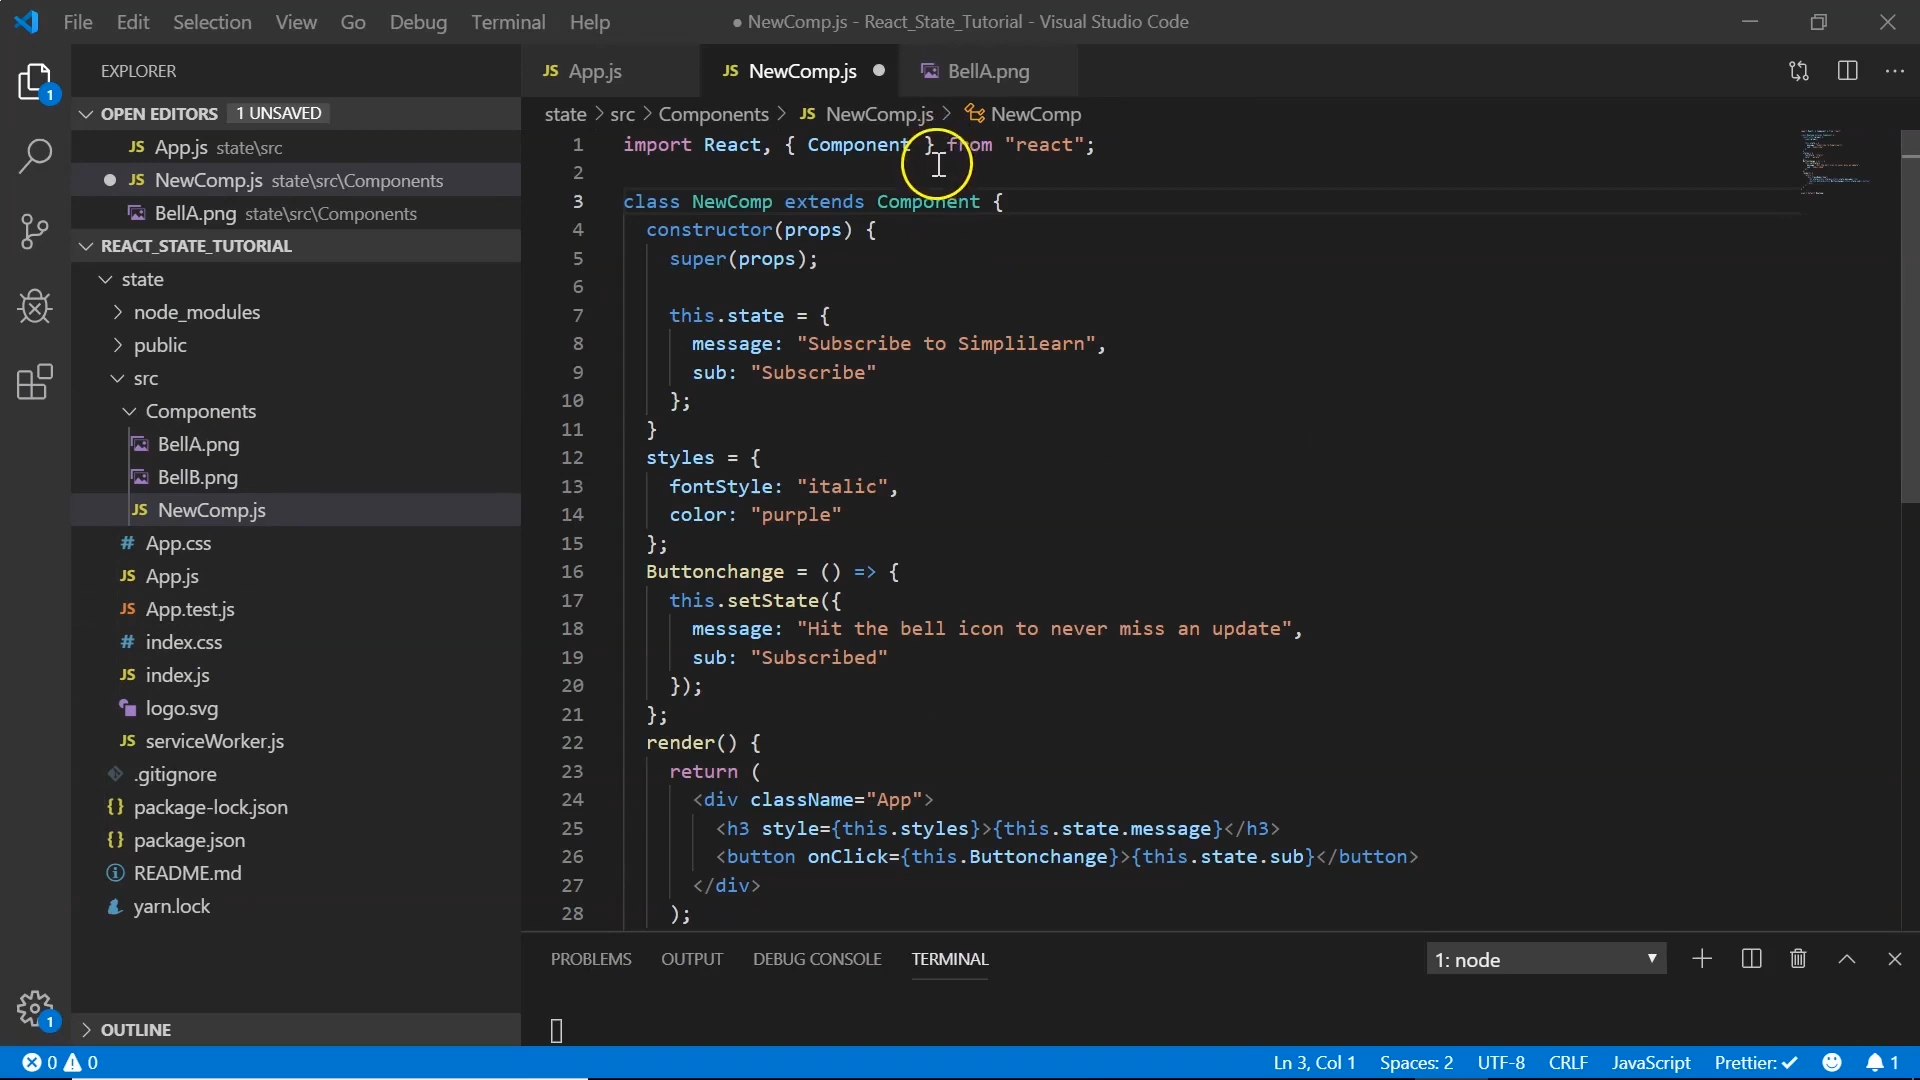 File Edit Selection View Go Debug Terminal Help
● NewComp.js - React_State_Tutorial - Visual Studio Code
EXPLORER
OPEN EDITORS 1 UNSAVED
JS App.js state\src
JS NewComp.js state\src\Components
BellA.png state\src\Components
REACT_STATE_TUTORIAL
state
node_modules
public
src
Components
BellA.png
BellB.png
JS NewComp.js
# App.css
JS App.js
JS App.test.js
# index.css
JS index.js
logo.svg
JS serviceWorker.js
.gitignore
{} package-lock.json
{} package.json
README.md
yarn.lock
OUTLINE
1
1
JS App.js JS NewComp.js BellA.png
state > src > Components > JS NewComp.js > NewComp
1 import React, { Component } from "react";
2
3 class NewComp extends Component {
4 constructor(props) {
5 super(props);
6
7 this.state = {
8 message: "Subscribe to Simplilearn",
9 sub: "Subscribe"
10 };
11 }
12 styles = {
13 fontStyle: "italic",
14 color: "purple"
15 };
16 Buttonchange = () => {
17 this.setState({
18 message: "Hit the bell icon to never miss an update",
19 sub: "Subscribed"
20 });
21 };
22 render() {
23 return (
24 <div className="App">
25 <h3 style={this.styles}>{this.state.message}</h3>
26 <button onClick={this.Buttonchange}>{this.state.sub}</button>
27 </div>
28 );
PROBLEMS OUTPUT DEBUG CONSOLE TERMINAL 1: node
0 0 Ln 3, Col 1 Spaces: 2 UTF-8 CRLF JavaScript Prettier: ✓ 1